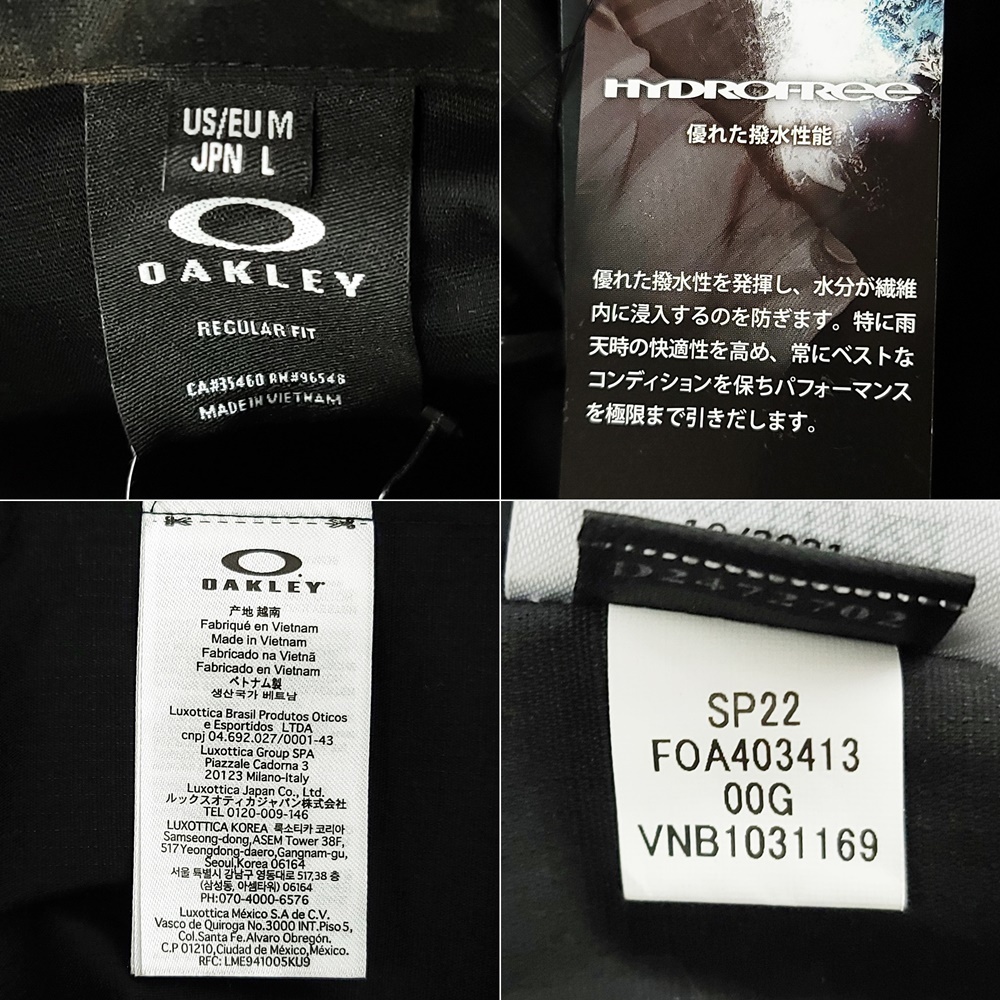 US/EU M
JPN L
OAKLEY
REGULAR FIT
CA#35460 RN#96548
MADE IN VIETNAM
HYDROFREE
優れた撥水性能
優れた撥水性を発揮し、水分が繊維
内に浸入するのを防ぎます。特に雨
天時の快適性を高め、常にベストな
コンディションを保ちパフォーマンス
を極限まで引きだします。
OAKLEY
产地 越南
Fabriqué en Vietnam
Made in Vietnam
Fabricado na Vietnã
Fabricado en Vietnam
ベトナム製
생산국가 베트남
Luxottica Brasil Produtos Oticos
e Esportidos LTDA
cnpj 04.692.027/0001-43
Luxottica Group SPA
Piazzale Cadorna 3
20123 Milano-Italy
Luxottica Japan Co., Ltd.
ルックスオティカジャパン株式会社
TEL 0120-009-146
LUXOTTICA KOREA 룩소티카 코리아
Samseong-dong,ASEM Tower 38F,
517 Yeongdong-daero,Gangnam-gu,
Seoul,Korea 06164
서울 특별시 강남구 영동대로 517,38 층
(삼성동, 아셈타워) 06164
PH:070-4000-6576
Luxottica México S.A de C.V.
Vasco de Quiroga No.3000 INT.Piso 5,
Col.Santa Fe.Alvaro Obregón.
C.P 01210,Ciudad de México,México.
RFC: LME941005KU9
10/2021
D2472702
SP22
FOA403413
00G
VNB1031169